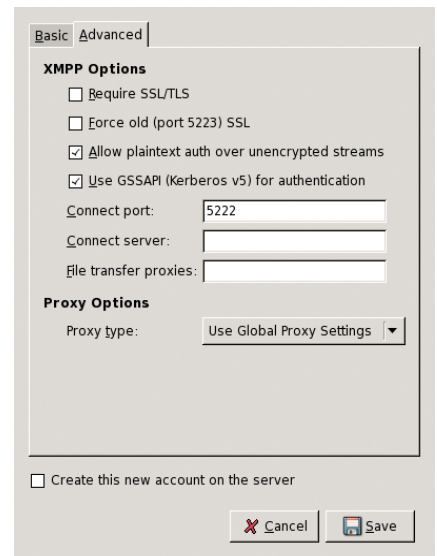 Basic Advanced
XMPP Options
Require SSL/TLS
Force old (port 5223) SSL
Allow plaintext auth over unencrypted streams
Use GSSAPI (Kerberos v5) for authentication
Connect port: 5222
Connect server:
File transfer proxies:
Proxy Options
Proxy type: Use Global Proxy Settings
Create this new account on the server
Cancel Save